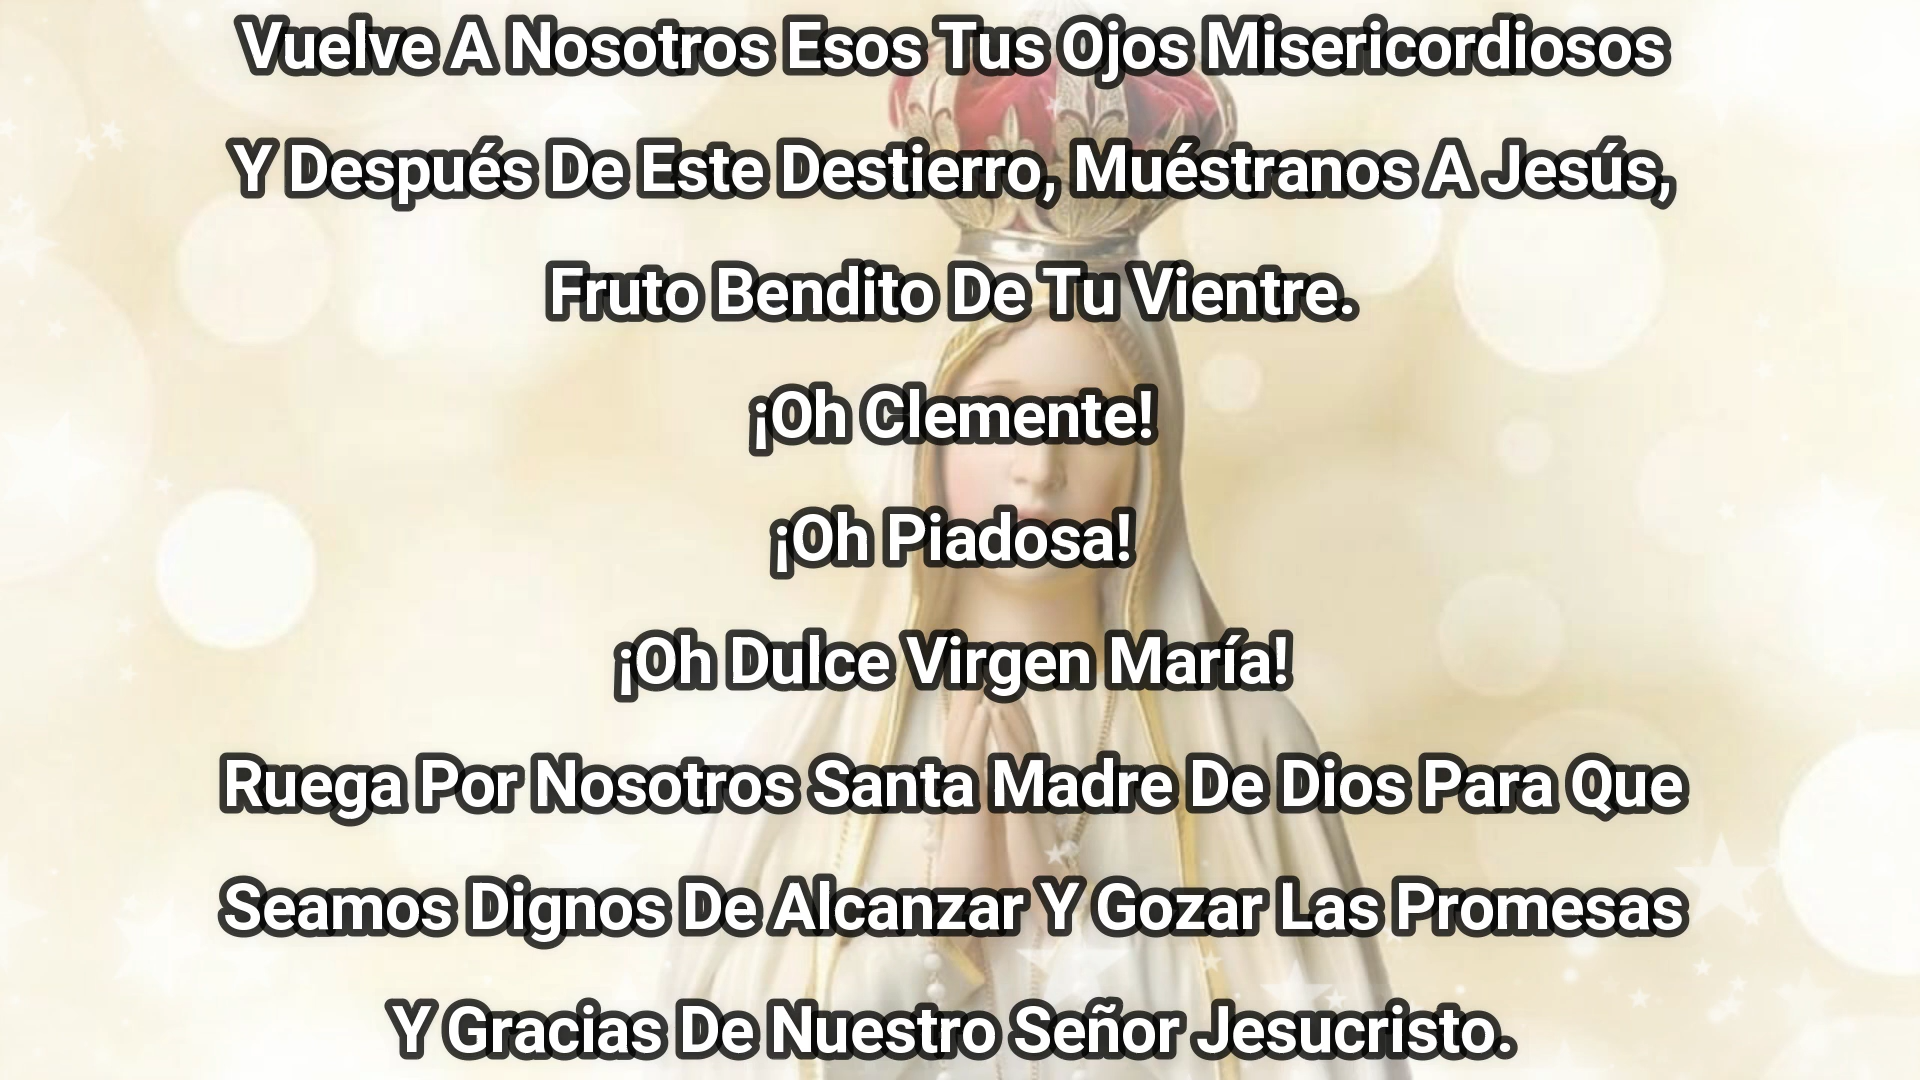 Vuelve A Nosotros Esos Tus Ojos Misericordiosos
Y Después De Este Destierro, Muéstranos A Jesús,
Fruto Bendito De Tu Vientre.
¡Oh Clemente!
¡Oh Piadosa!
¡Oh Dulce Virgen María!
Ruega Por Nosotros Santa Madre De Dios Para Que
Seamos Dignos De Alcanzar Y Gozar Las Promesas
Y Gracias De Nuestro Señor Jesucristo.